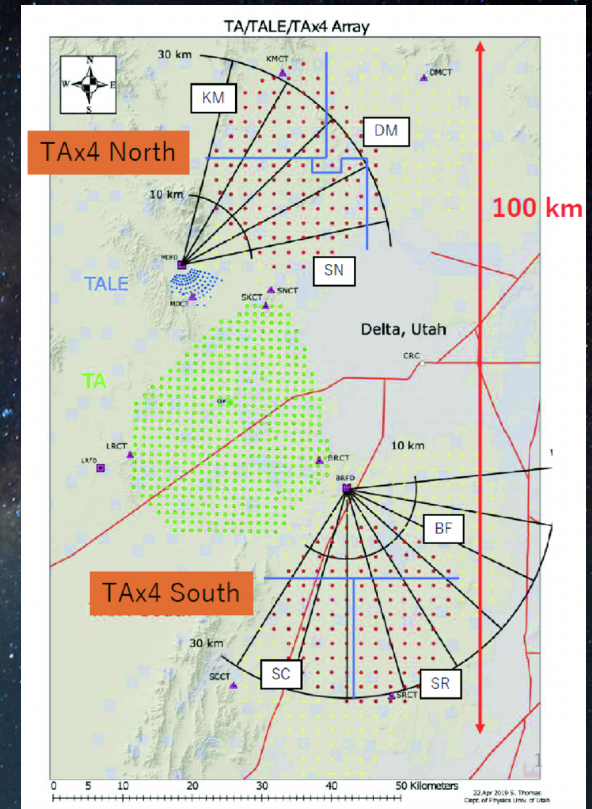 TA/TALE/TAx4 Array
30 km
KMCT
DMCT
N
W
E
S
KM
DM
TAx4 North
10 km
100 km
MDFD
SN
TALE
MDCT
SNCT
SKCT
Delta, Utah
CRC
TA
CLF
10 km
LRCT
BRCT
LRFD
BRFD
BF
TAx4 South
30 km
SC
SR
SCCT
SRCT
0 5 10 20 30 40 50 Kilometers
22 Apr 2019 S. Thomas
Dept. of Physics Univ. of Utah